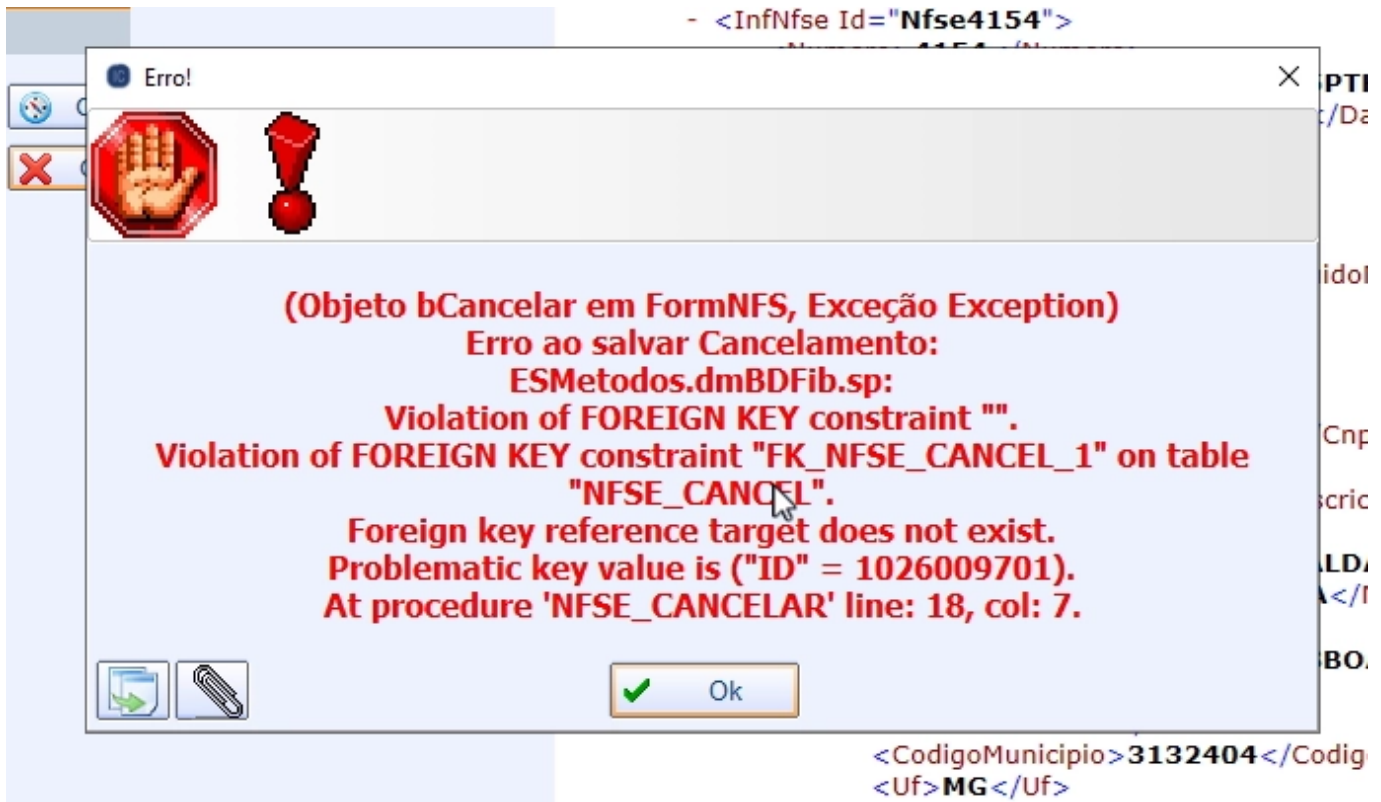 - <InfNfse Id="Nfse4154">
Erro!
</Da
(Objeto bCancelar em FormNFS, Exceção Exception)
Erro ao salvar Cancelamento:
ESMetodos.dmBDFib.sp:
Violation of FOREIGN KEY constraint "".
Violation of FOREIGN KEY constraint "FK_NFSE_CANCEL_1" on table
"NFSE_CANCEL".
Foreign key reference target does not exist.
Problematic key value is ("ID" = 1026009701).
At procedure 'NFSE_CANCELAR' line: 18, col: 7.
Ok
<CodigoMunicipio>3132404</Codig
<Uf>MG</Uf>